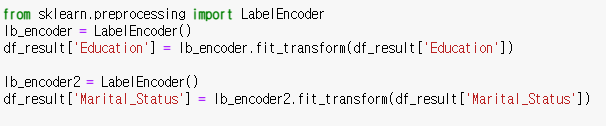 from sklearn.preprocessing import LabelEncoder
lb_encoder = LabelEncoder()
df_result['Education'] = lb_encoder.fit_transform(df_result['Education'])
lb_encoder2 = LabelEncoder()
df_result['Marital_Status'] = lb_encoder2.fit_transform(df_result['Marital_Status'])